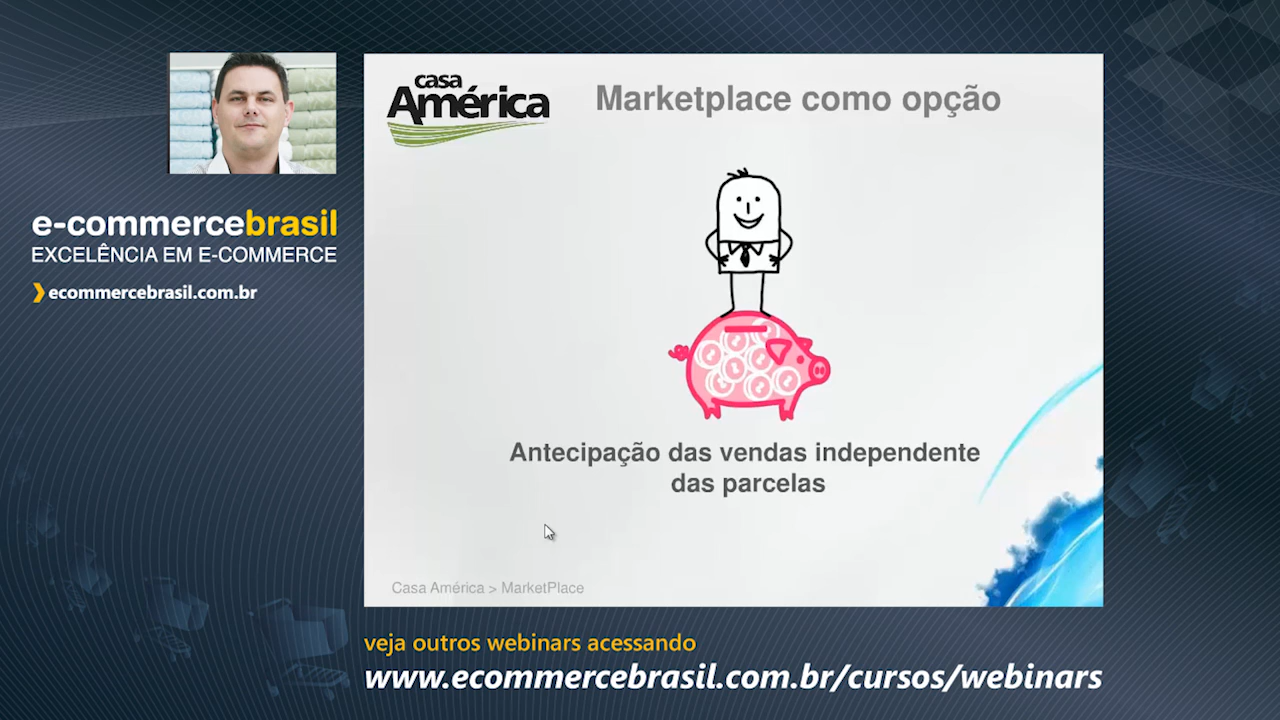 e-commercebrasil
EXCELÊNCIA EM E-COMMERCE
ecommercebrasil.com.br
casa
América
Marketplace como opção
Antecipação das vendas independente
das parcelas
Casa América > MarketPlace
veja outros webinars acessando
www.ecommercebrasil.com.br/cursos/webinars